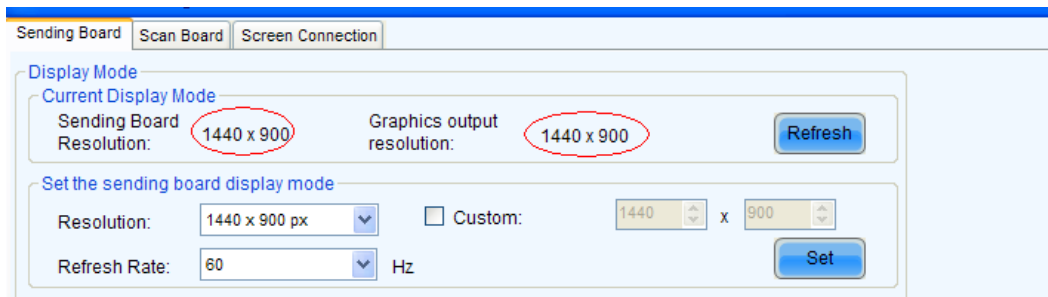 Sending Board Scan Board Screen Connection
Display Mode
Current Display Mode
Sending Board Resolution: 1440 x 900 Graphics output resolution: 1440 x 900 Refresh
Set the sending board display mode
Resolution: 1440 x 900 px Custom: 1440 x 900
Refresh Rate: 60 Hz Set